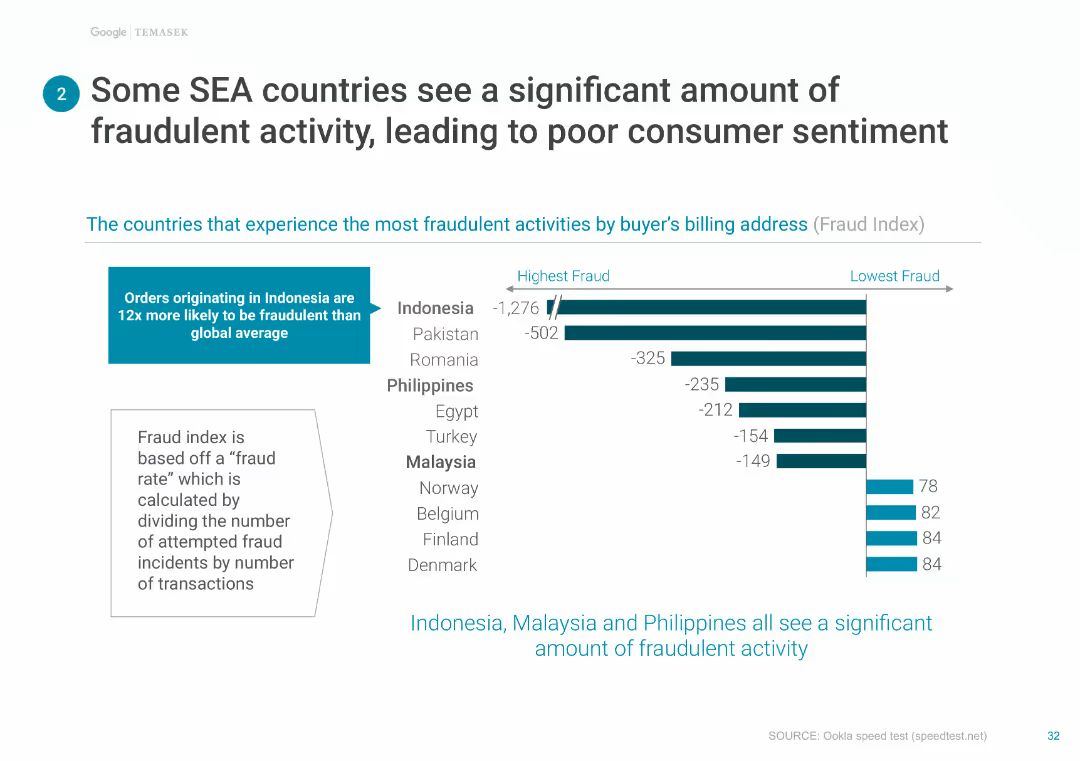 Google | TEMASEK
2
Some SEA countries see a significant amount of
fraudulent activity, leading to poor consumer sentiment
The countries that experience the most fraudulent activities by buyer's billing address (Fraud Index)
Orders originating in Indonesia are
12x more likely to be fraudulent than
global average
Fraud index is
based off a “fraud
rate” which is
calculated by
dividing the number
of attempted fraud
incidents by number
of transactions
Highest Fraud
Lowest Fraud
Indonesia -1,276
Pakistan -502
Romania -325
Philippines -235
Egypt -212
Turkey -154
Malaysia -149
Norway 78
Belgium 82
Finland 84
Denmark 84
Indonesia, Malaysia and Philippines all see a significant
amount of fraudulent activity
SOURCE: Ookla speed test (speedtest.net)
32